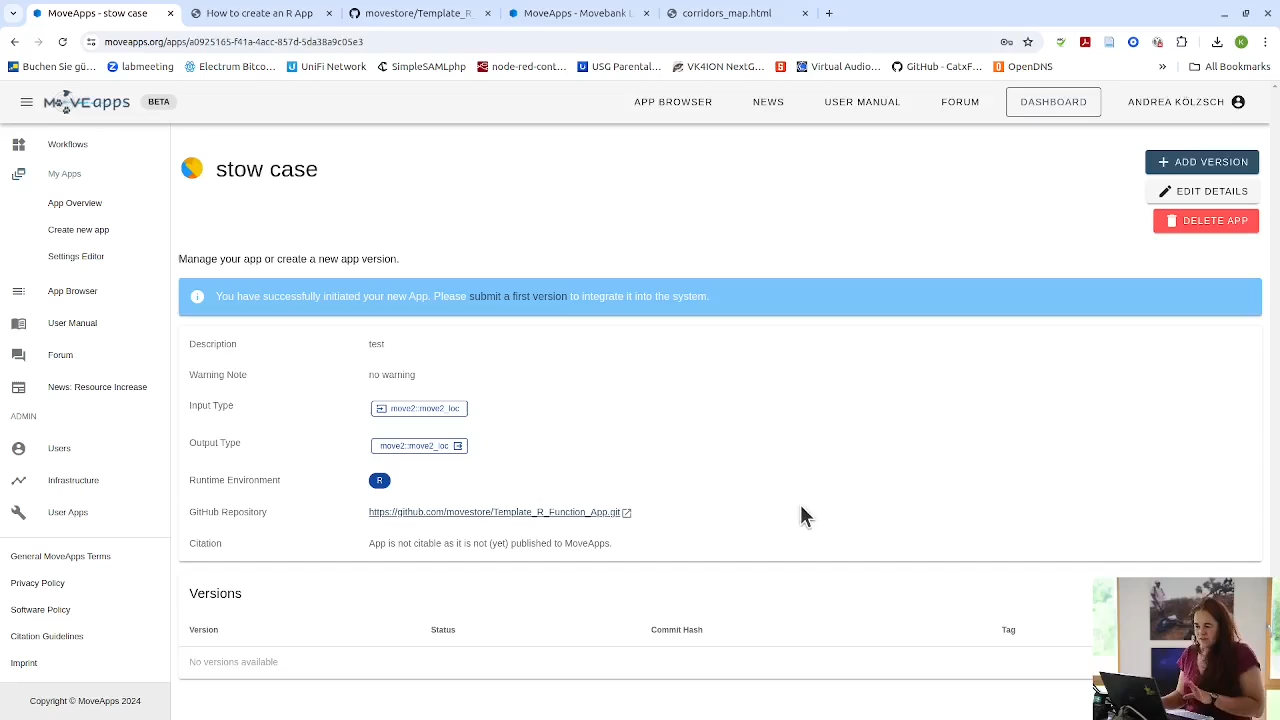 MoveApps - stow case
How to create an R App
movestore/Template_
MoveApps - Movebank L
corridors_map.html
moveapps.org/apps/a0925165-f41a-4acc-857d-5da38a9c05e3
Buchen Sie gü...
labmeeting
Electrum Bitco...
UniFi Network
SimpleSAMLphp
node-red-cont...
USG Parental...
VK4ION NextG...
Virtual Audio...
GitHub - CatxF...
OpenDNS
All Bookmarks
MOVEapps BETA
APP BROWSER
NEWS
USER MANUAL
FORUM
DASHBOARD
ANDREA KÖLZSCH
Workflows
My Apps
App Overview
Create new app
Settings Editor
App Browser
User Manual
Forum
News: Resource Increase
ADMIN
Users
Infrastructure
User Apps
General MoveApps Terms
Privacy Policy
Software Policy
Citation Guidelines
Imprint
Copyright © MoveApps 2024
stow case
ADD VERSION
EDIT DETAILS
DELETE APP
Manage your app or create a new app version.
You have successfully initiated your new App. Please submit a first version to integrate it into the system.
Description test
Warning Note no warning
Input Type move2::move2_loc
Output Type move2::move2_loc
Runtime Environment R
GitHub Repository https://github.com/movestore/Template_R_Function_App.git
Citation App is not citable as it is not (yet) published to MoveApps.
Versions
Version Status Commit Hash Tag
No versions available